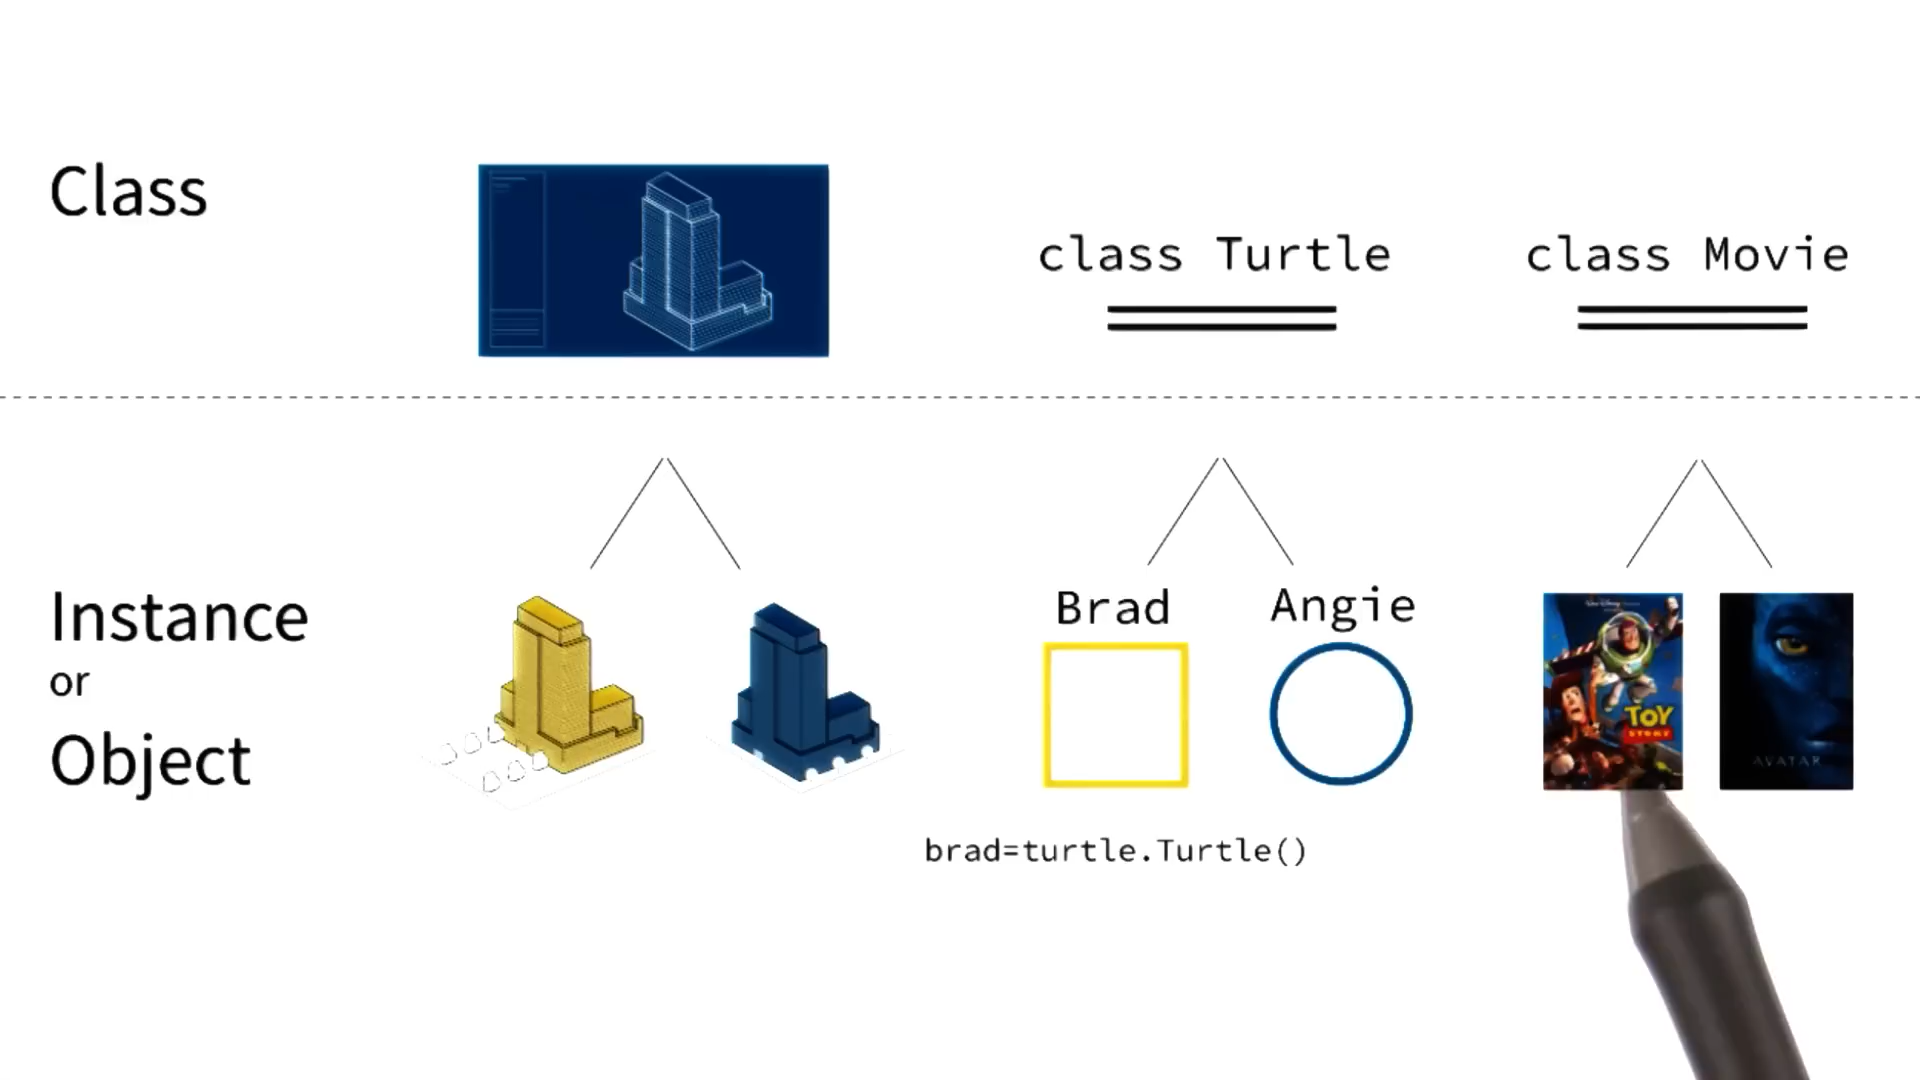 Class
class Turtle
class Movie
Instance
or
Object
Brad
Angie
TOY
STORY
AVATAR
brad=turtle.Turtle()